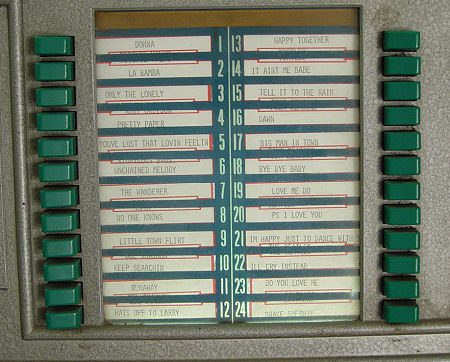 DONNA
1
LA BAMBA
2
ONLY THE LONELY
3
PRETTY PAPER
4
YOUVE LOST THAT LOVIN FEELIN
5
UNCHAINED MELODY
6
THE WANDERER
7
NO ONE KNOWS
8
LITTLE TOWN FLIRT
9
KEEP SEARCHIN
10
RUNAWAY
11
HATS OFF TO LARRY
12
13 HAPPY TOGETHER
14 IT AINT ME BABE
15 TELL IT TO THE RAIN
16 DAWN
17 BIG MAN IN TOWN
18 BYE BYE BABY
19 LOVE ME DO
20 PS I LOVE YOU
21 IM HAPPY JUST TO DANCE WIT
22 ILL CRY INSTEAD
23 DO YOU LOVE ME
24 SHAKE SHERRIE